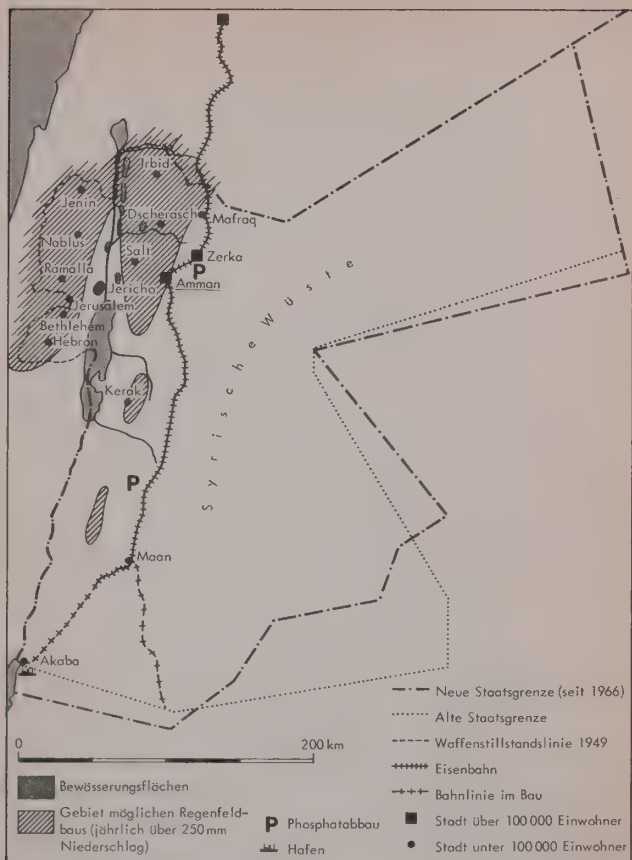 Irbid
Jenin
Dscherasch
Mafraq
Nablus
Salt
Zerka
P
Ramalla
Jericho
Amman
Jerusalem
Bethlehem
Hebron
Syrische Wüste
Kerak
P
Maan
Akaba
0 200 km
Neue Staatsgrenze (seit 1966)
Alte Staatsgrenze
Waffenstillstandslinie 1949
Eisenbahn
Bahnlinie im Bau
Stadt über 100 000 Einwohner
Stadt unter 100 000 Einwohner
Bewässerungsflächen
Gebiet möglichen Regenfeld-
baus (jährlich über 250 mm
Niederschlag)
P Phosphatabbau
Hafen